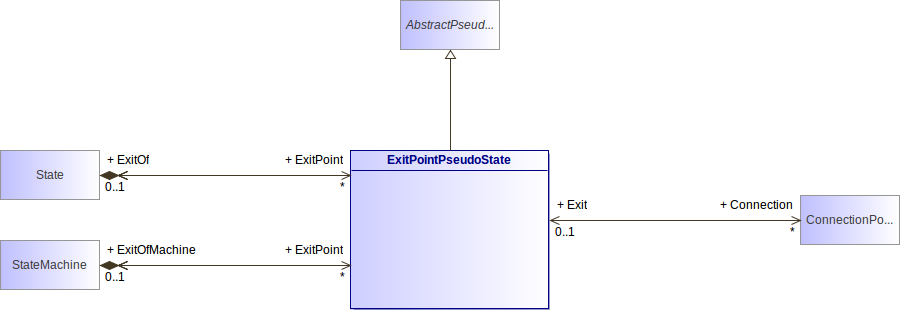 AbstractPseud...
ExitPointPseudoState
+ ExitOf
+ ExitPoint
State
0..1
*
+ Exit
+ Connection
ConnectionPo...
0..1
*
+ ExitOfMachine
+ ExitPoint
StateMachine
0..1
*